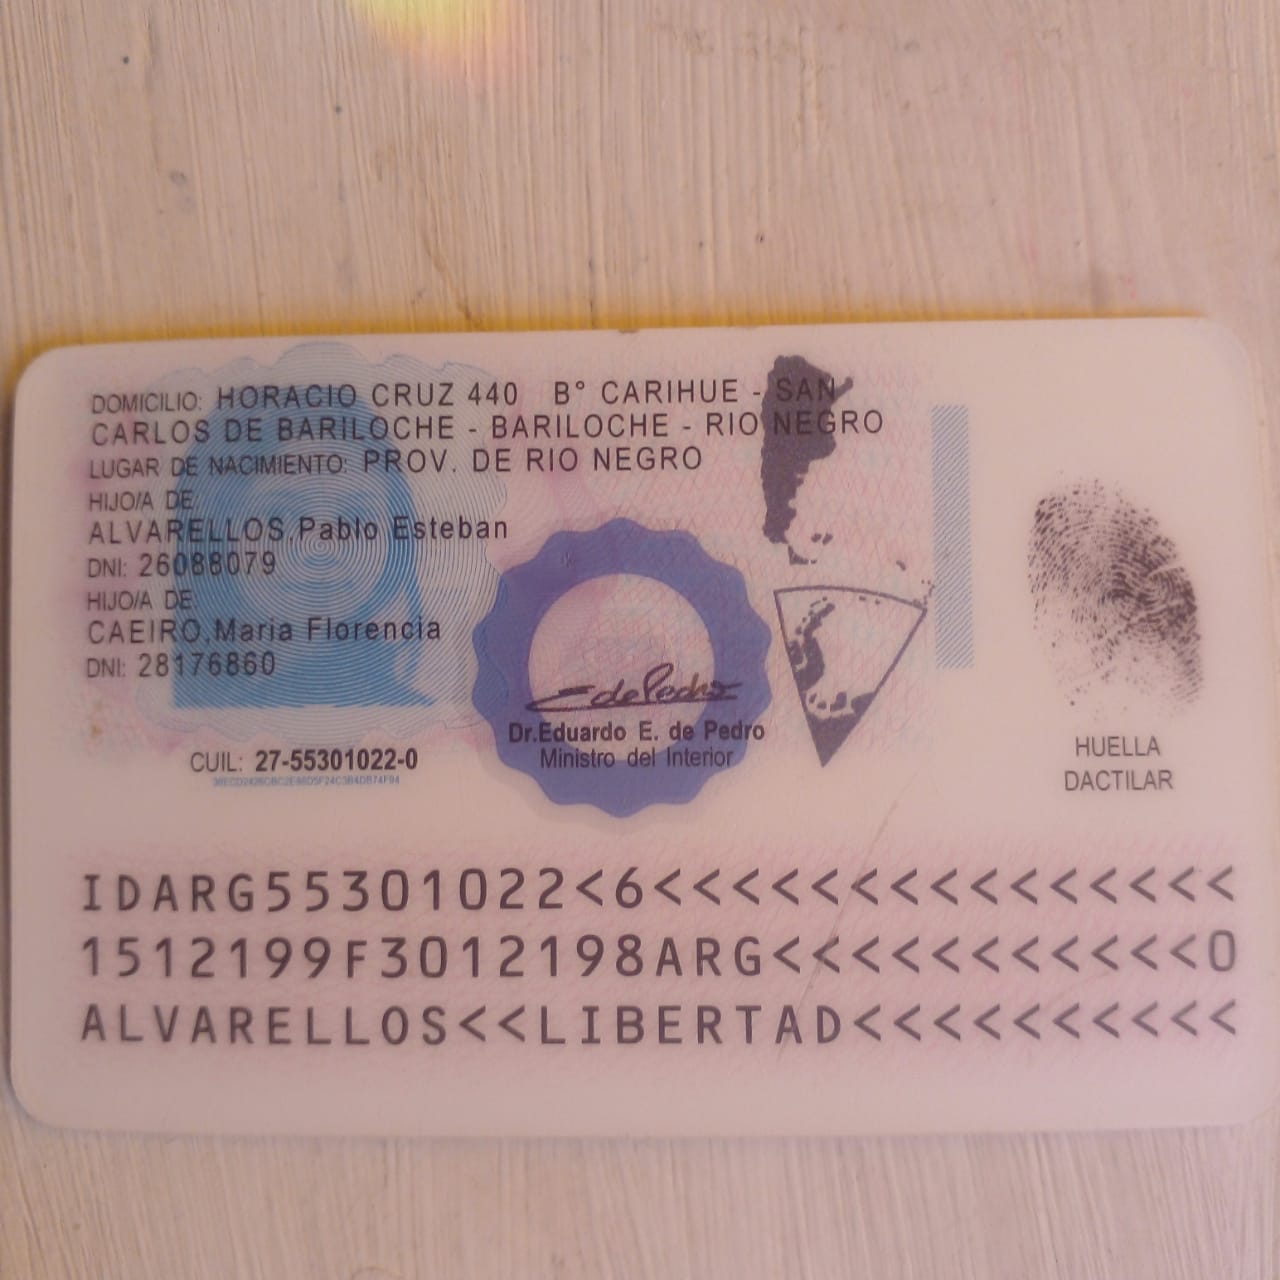 DOMICILIO: HORACIO CRUZ 440 B° CARIHUE - SAN
CARLOS DE BARILOCHE - BARILOCHE - RIO NEGRO
LUGAR DE NACIMIENTO: PROV. DE RIO NEGRO
HIJO/A DE:
ALVARELLOS,Pablo Esteban
DNI: 26088079
HIJO/A DE:
CAEIRO,Maria Florencia
DNI: 28176860
EdePedro
Dr.Eduardo E. de Pedro
Ministro del Interior
CUIL: 27-55301022-0
HUELLA
DACTILAR
IDARG55301022<6<<<<<<<<<<<<<<<
1512199F3012198ARG<<<<<<<<<<<0
ALVARELLOS<<LIBERTAD<<<<<<<<<<